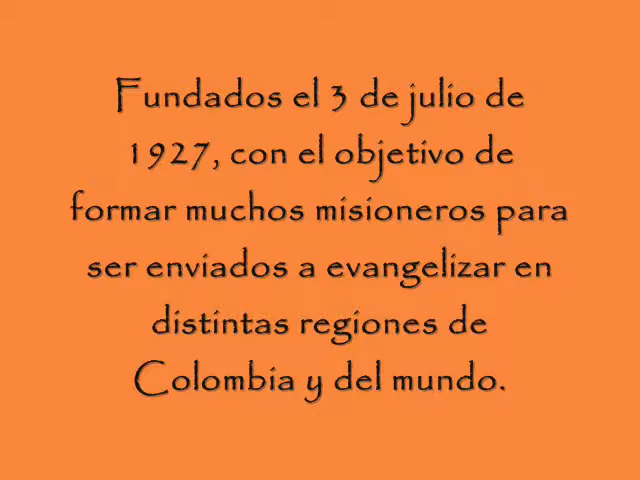 Fundados el 3 de julio de
1927, con el objetivo de
formar muchos misioneros para
ser enviados a evangelizar en
distintas regiones de
Colombia y del mundo.